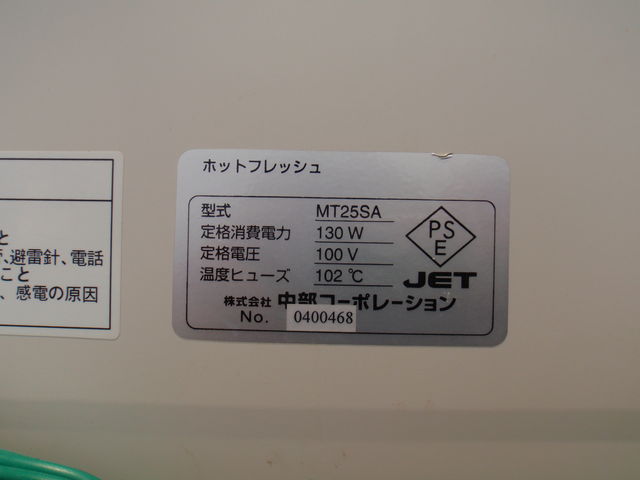 ホットフレッシュ
型式 MT25SA
定格消費電力 130 W
定格電圧 100 V
温度ヒューズ 102 ℃
PS
E
JET
株式会社 中部コーポレーション
No. 0400468
と
、避雷針、電話
こと
、感電の原因